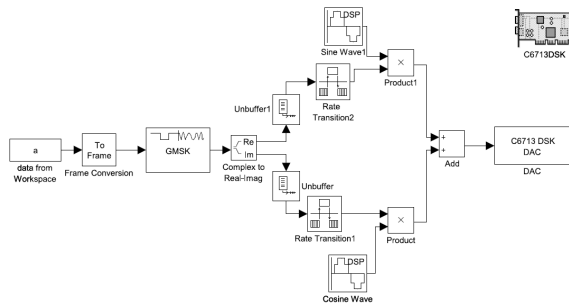 DSP
Sine Wave1
C6713DSK
×
Product1
Unbuffer1
Rate
Transition2
a
data from
Workspace
To
Frame
Frame Conversion
GMSK
Re
Im
Complex to
Real-Imag
+
+
Add
C6713 DSK
DAC
DAC
Unbuffer
Rate Transition1
×
Product
DSP
Cosine Wave